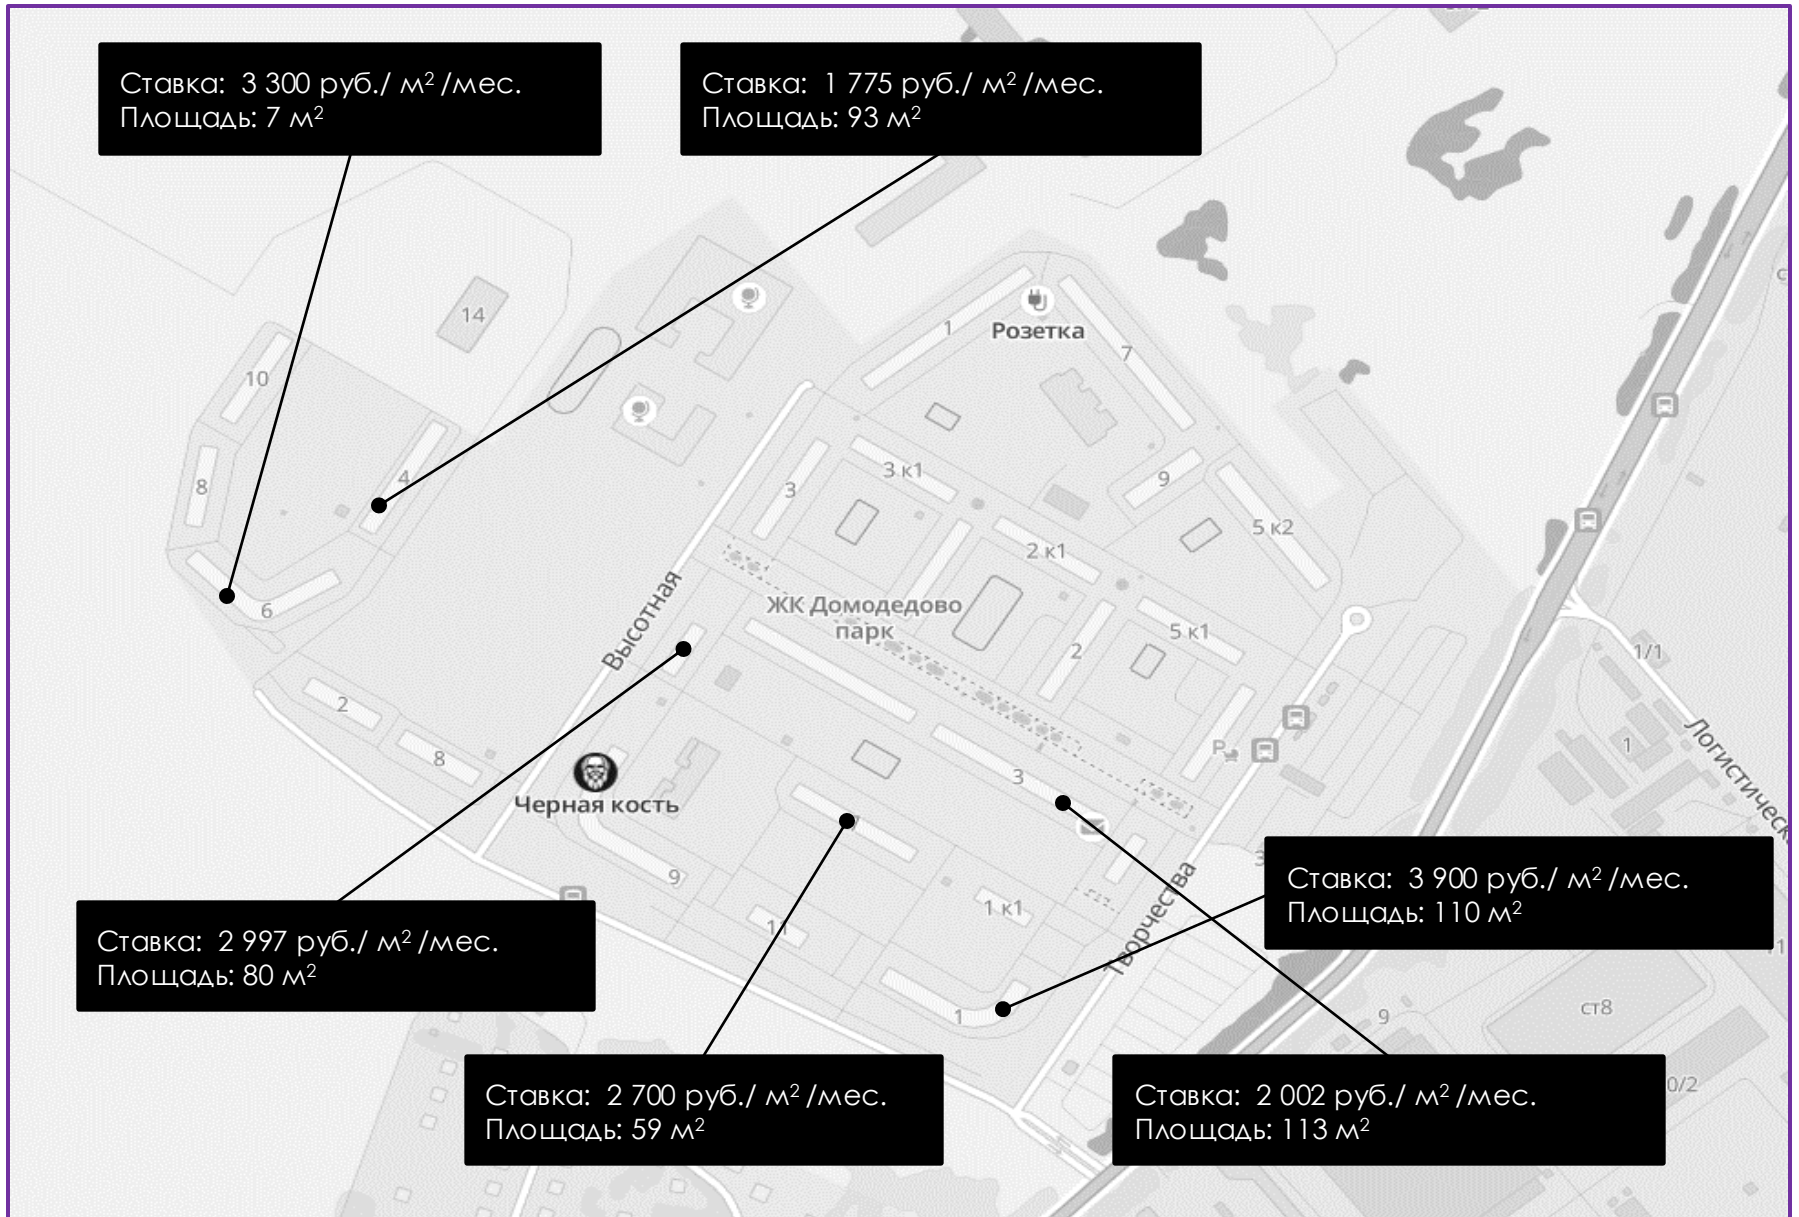 Ставка: 3 300 руб./ м² /мес.
Площадь: 7 м²
Ставка: 1 775 руб./ м² /мес.
Площадь: 93 м²
14
10
8
4
6
2
8
Розетка
1
7
3 к1
3
9
5 к2
2 к1
ЖК Домодедово
парк
5 к1
2
Высотная
1/1
Логистическ
1
P
3
Черная кость
9
11
1 к1
1
Творчества
Ставка: 3 900 руб./ м² /мес.
Площадь: 110 м²
Ставка: 2 997 руб./ м² /мес.
Площадь: 80 м²
9
ст8
0/2
Ставка: 2 700 руб./ м² /мес.
Площадь: 59 м²
Ставка: 2 002 руб./ м² /мес.
Площадь: 113 м²